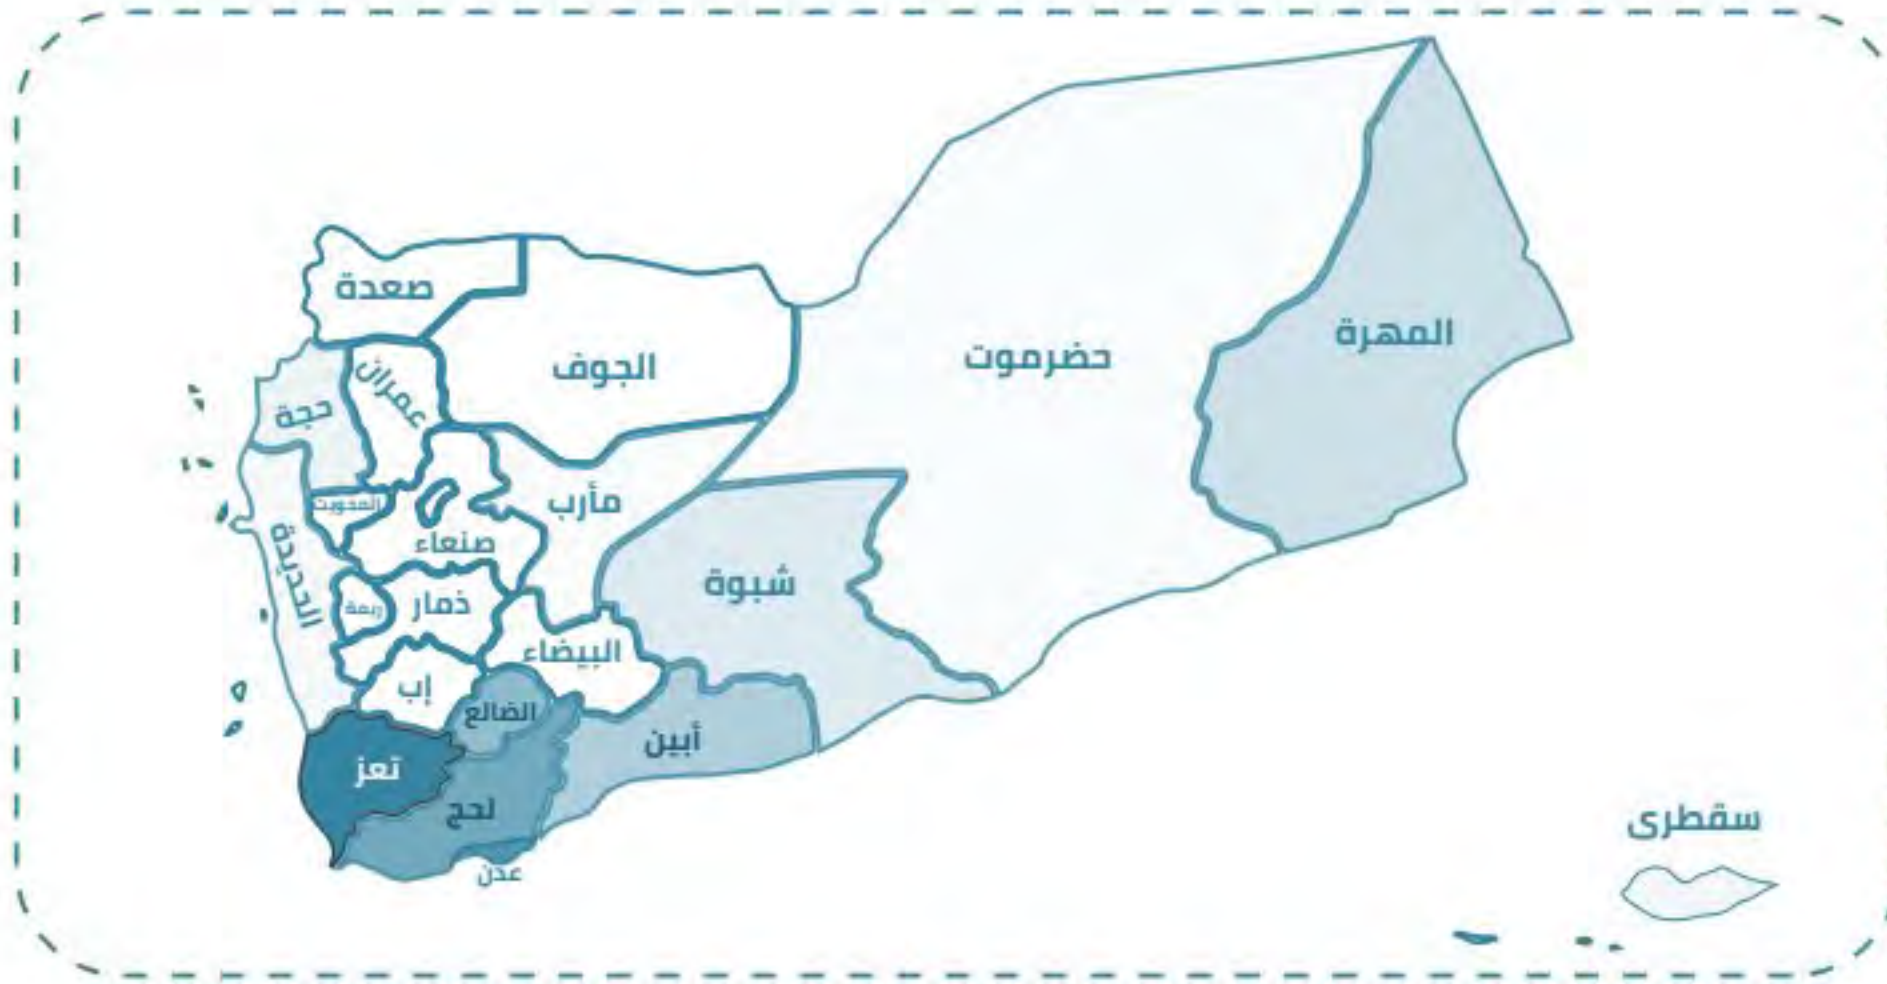 صعدة
الجوف
حضرموت
المهرة
عمران
حجة
مأرب
المحويت
صنعاء
الحديدة
شبوة
ذمار
ريمة
البيضاء
إب
الضالع
أبين
تعز
لحج
عدن
سقطرى